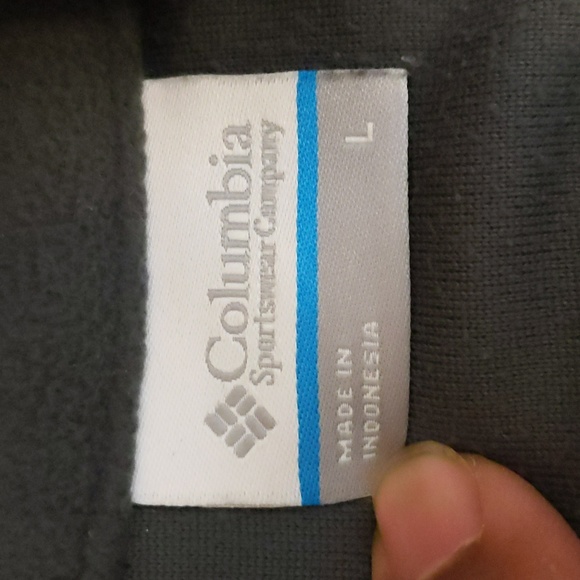 Columbia
Sportswear Company
MADE IN
INDONESIA
L